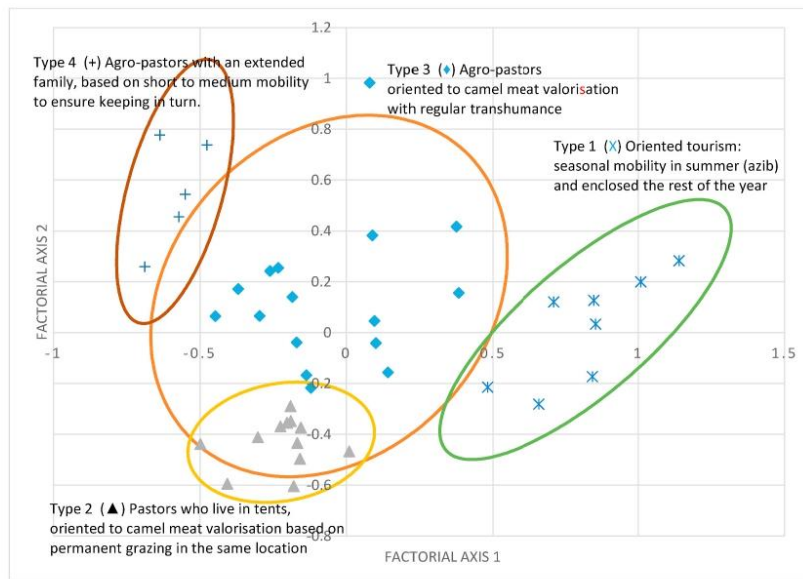 1.2
Type 4 (+) Agro-pastors with an extended
family, based on short to medium mobility
to ensure keeping in turn.
1
Type 3 (♦) Agro-pastors
oriented to camel meat valorisation
with regular transhumance
0.8
Type 1 (X) Oriented tourism:
seasonal mobility in summer (azib)
and enclosed the rest of the year
0.6
0.4
0.2
0
-1 -0.5 0 0.5 1 1.5
-0.2
-0.4
-0.6
-0.8
Type 2 (▲) Pastors who live in tents,
oriented to camel meat valorisation based on
permanent grazing in the same location
FACTORIAL AXIS 2
FACTORIAL AXIS 1